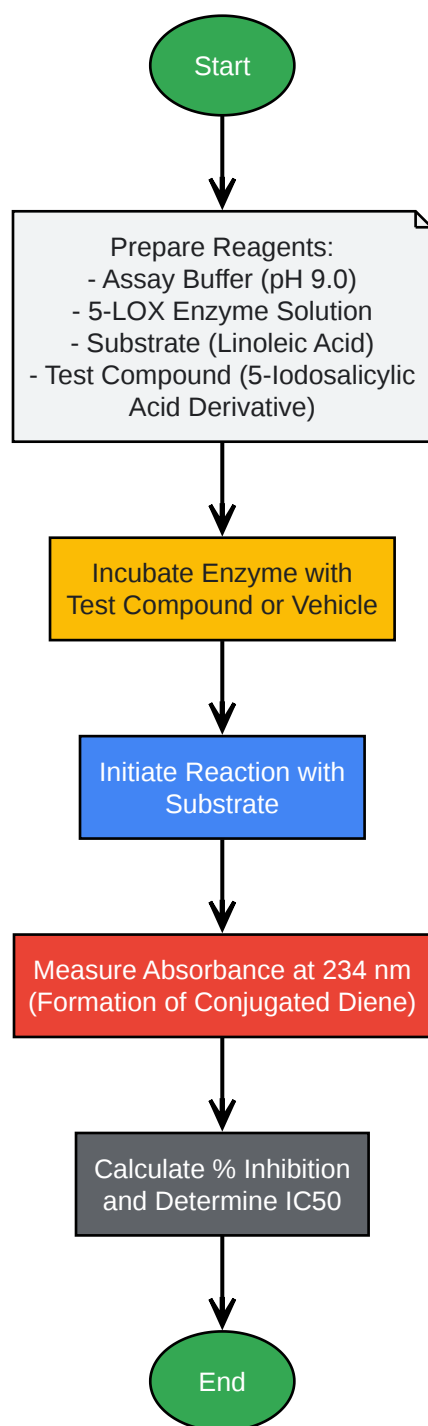 Start
Prepare Reagents:
- Assay Buffer (pH 9.0)
- 5-LOX Enzyme Solution
- Substrate (Linoleic Acid)
- Test Compound (5-Iodosalicylic
Acid Derivative)
Incubate Enzyme with
Test Compound or Vehicle
Initiate Reaction with
Substrate
Measure Absorbance at 234 nm
(Formation of Conjugated Diene)
Calculate % Inhibition
and Determine IC50
End